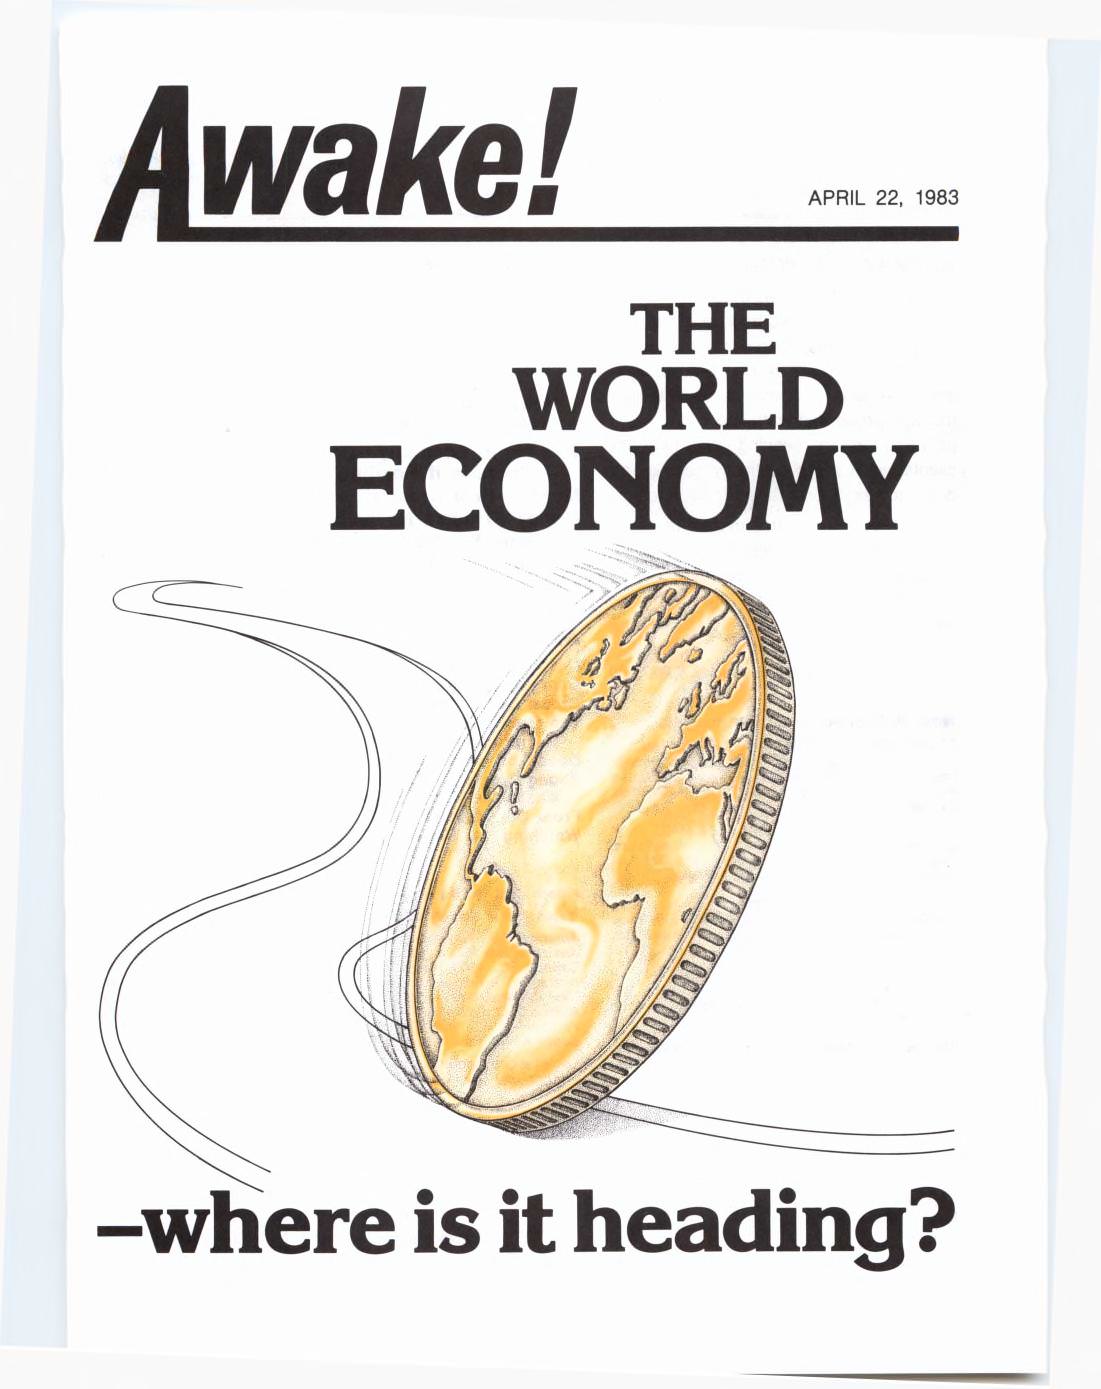 Awake!
APRIL 22, 1983
THE
WORLD
ECONOMY
–where is it heading?